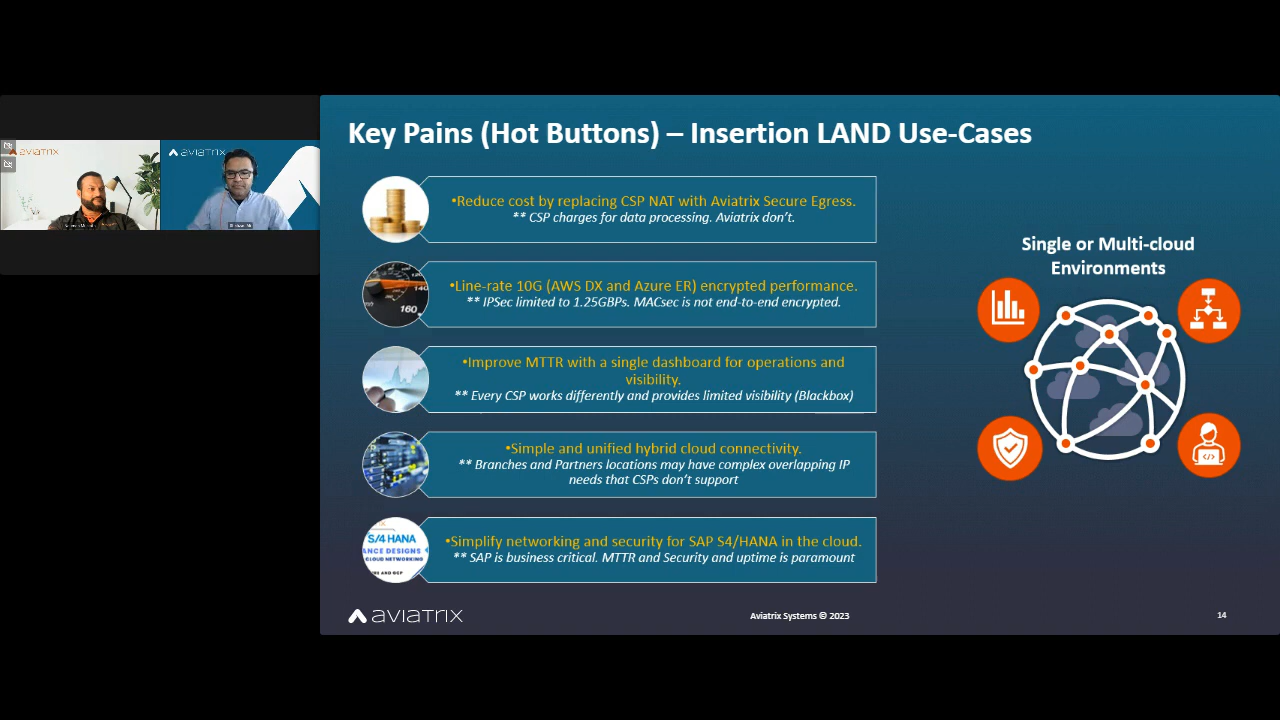 Key Pains (Hot Buttons) – Insertion LAND Use-Cases
AVIATRIX
AVIATRIX
•Reduce cost by replacing CSP NAT with Aviatrix Secure Egress.
** CSP charges for data processing. Aviatrix don't.
•Line-rate 10G (AWS DX and Azure ER) encrypted performance.
** IPSec limited to 1.25GBPs. MACsec is not end-to-end encrypted.
140
160
•Improve MTTR with a single dashboard for operations and
visibility.
** Every CSP works differently and provides limited visibility (Blackbox)
•Simple and unified hybrid cloud connectivity.
** Branches and Partners locations may have complex overlapping IP
needs that CSPs don't support
S/4 HANA
ANCE DESIGNS
CLOUD NETWORKING
AND GCP
•Simplify networking and security for SAP S4/HANA in the cloud.
** SAP is business critical. MTTR and Security and uptime is paramount
Single or Multi-cloud
Environments
AVIATRIX
Aviatrix Systems © 2023
14